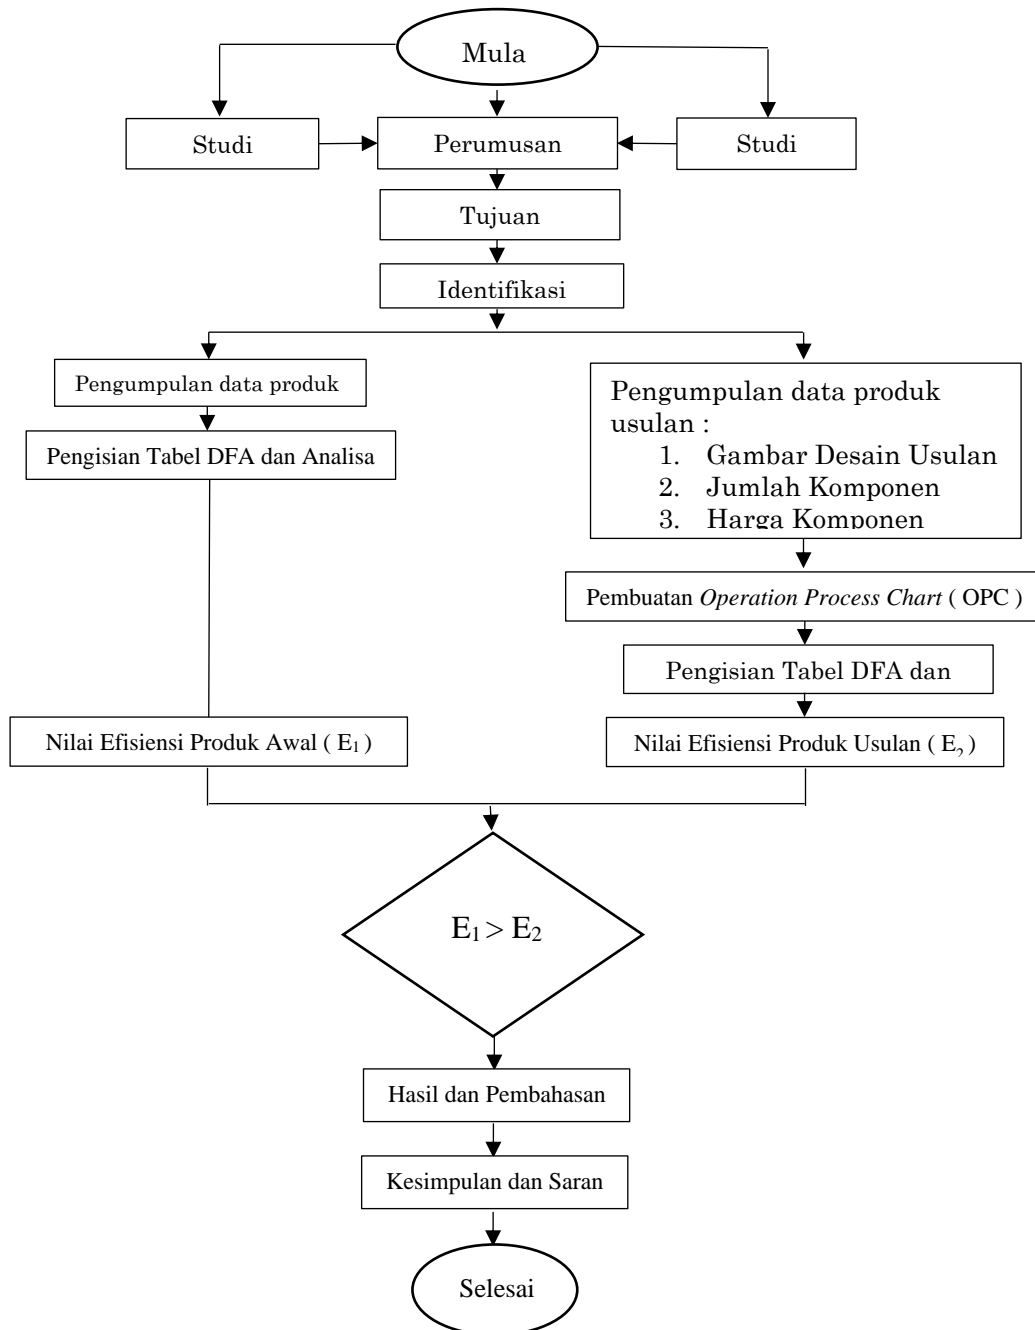 Mula
Studi
Perumusan
Studi
Tujuan
Identifikasi
Pengumpulan data produk
Pengisian Tabel DFA dan Analisa
Pengumpulan data produk
usulan :
1. Gambar Desain Usulan
2. Jumlah Komponen
3. Harga Komponen
Pembuatan Operation Process Chart ( OPC )
Pengisian Tabel DFA dan
Nilai Efisiensi Produk Awal ( E₁ )
Nilai Efisiensi Produk Usulan ( E₂ )
E₁ > E₂
Hasil dan Pembahasan
Kesimpulan dan Saran
Selesai